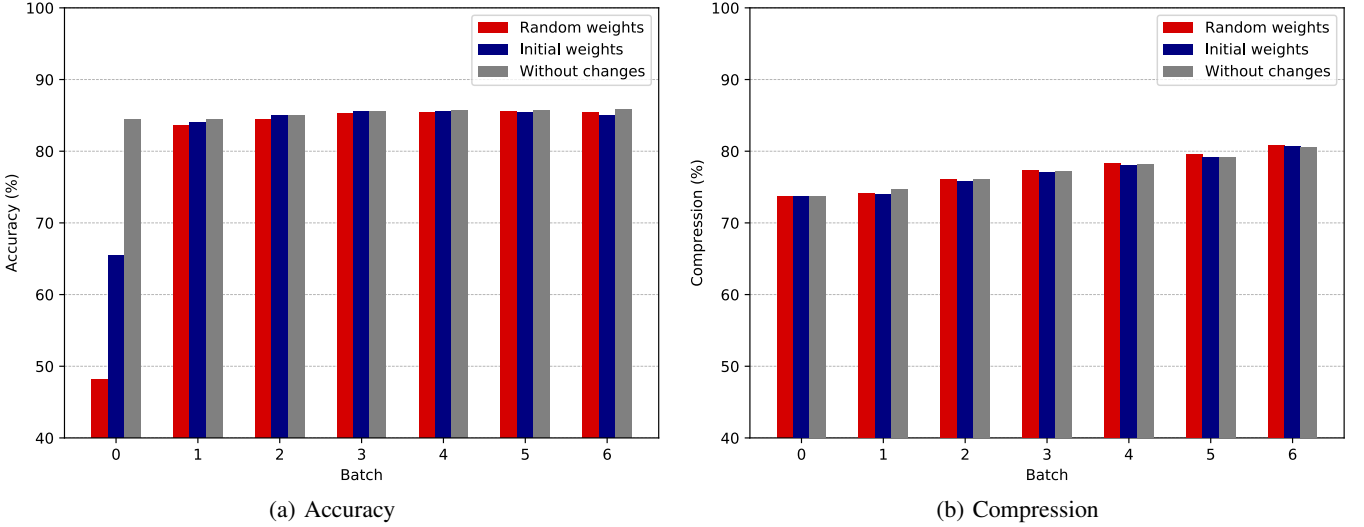 100
90
80
70
60
50
40
Accuracy (%)
Random weights
Initial weights
Without changes
0 1 2 3 4 5 6
Batch
(a) Accuracy
100
90
80
70
60
50
40
Compression (%)
Random weights
Initial weights
Without changes
0 1 2 3 4 5 6
Batch
(b) Compression